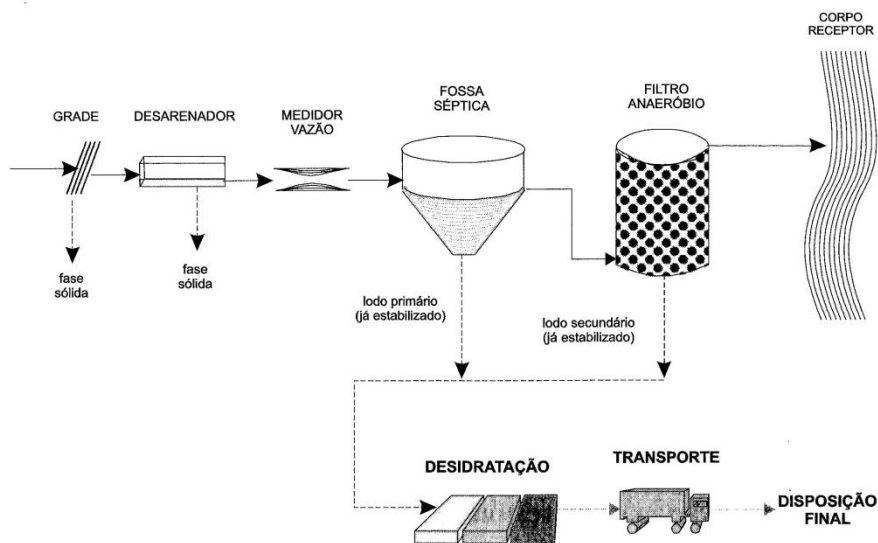 CORPO
RECEPTOR
FOSSA
SÉPTICA
FILTRO
ANAERÓBIO
GRADE
DESARENADOR
MEDIDOR
VAZÃO
fase
sólida
fase
sólida
lodo primário
(já estabilizado)
lodo secundário
(já estabilizado)
DESIDRATAÇÃO
TRANSPORTE
DISPOSIÇÃO
FINAL